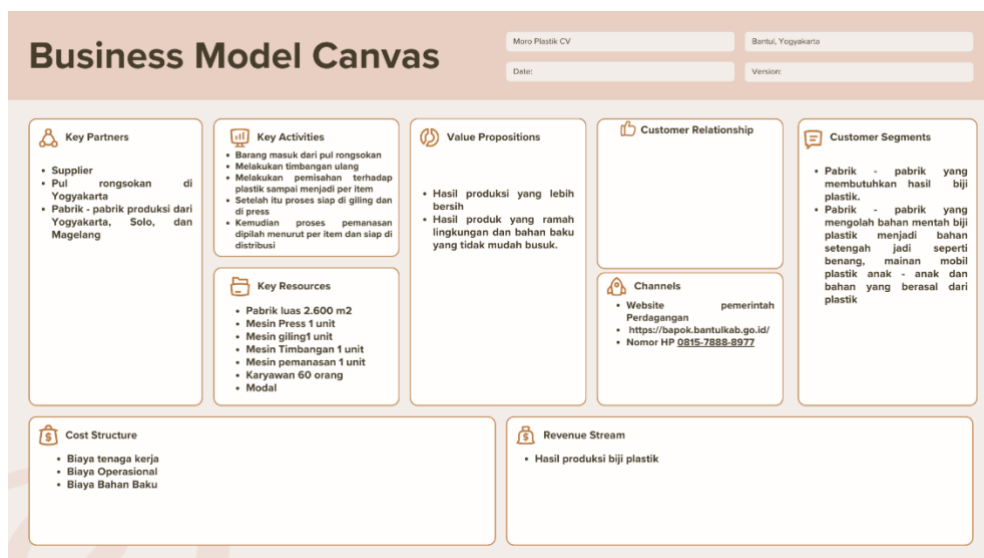 Business Model Canvas
Moro Plastik CV
Bantul, Yogyakarta
Date:
Version:
Key Partners
• Supplier
• Pul rongsokan di
Yogyakarta
• Pabrik - pabrik produksi dari
Yogyakarta, Solo, dan
Magelang
Key Activities
• Barang masuk dari pul rongsokan
• Melakukan timbangan ulang
• Melakukan pemisahan terhadap
plastik sampai menjadi per item
• Setelah itu proses siap di giling dan
di press
• Kemudian proses pemanasan
dipilah menurut per item dan siap di
distribusi
Key Resources
• Pabrik luas 2.600 m2
• Mesin Press 1 unit
• Mesin giling1 unit
• Mesin Timbangan 1 unit
• Mesin pemanasan 1 unit
• Karyawan 60 orang
• Modal
Value Propositions
• Hasil produksi yang lebih
bersih
• Hasil produk yang ramah
lingkungan dan bahan baku
yang tidak mudah busuk.
Customer Relationship
Channels
• Website pemerintah
Perdagangan
• https://bapok.bantulkab.go.id/
• Nomor HP 0815-7888-8977
Customer Segments
• Pabrik - pabrik yang
membutuhkan hasil biji
plastik.
• Pabrik - pabrik yang
mengolah bahan mentah biji
plastik menjadi bahan
setengah jadi seperti
benang, mainan mobil
plastik anak - anak dan
bahan yang berasal dari
plastik
Cost Structure
• Biaya tenaga kerja
• Biaya Operasional
• Biaya Bahan Baku
Revenue Stream
• Hasil produksi biji plastik